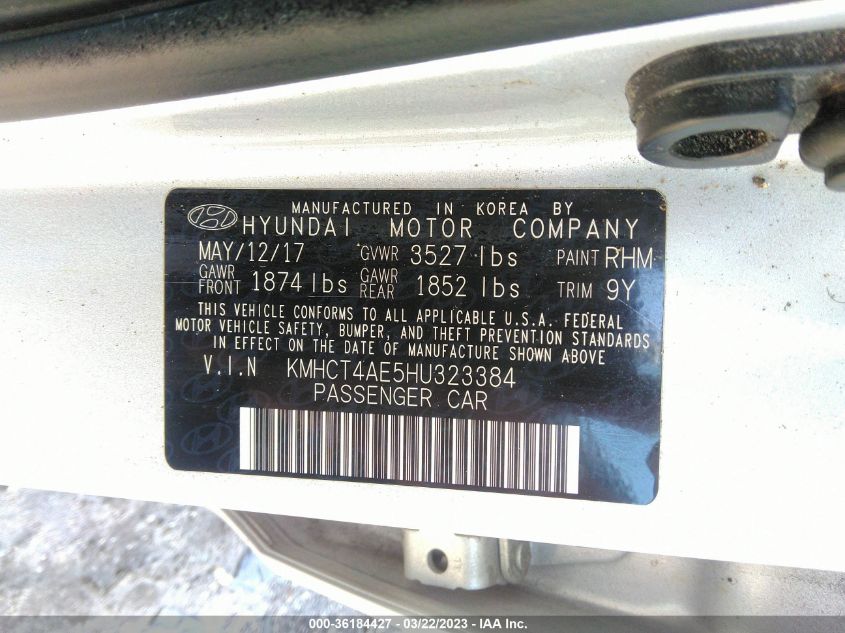 MANUFACTURED IN KOREA BY
HYUNDAI MOTOR COMPANY
MAY/12/17 GVWR 3527 lbs PAINT RHM
GAWR FRONT 1874 lbs GAWR REAR 1852 lbs TRIM 9Y
THIS VEHICLE CONFORMS TO ALL APPLICABLE U.S.A. FEDERAL
MOTOR VEHICLE SAFETY, BUMPER, AND THEFT PREVENTION STANDARDS
IN EFFECT ON THE DATE OF MANUFACTURE SHOWN ABOVE
V.I.N KMHCT4AE5HU323384
PASSENGER CAR
000-36184427 - 03/22/2023 - IAA Inc.